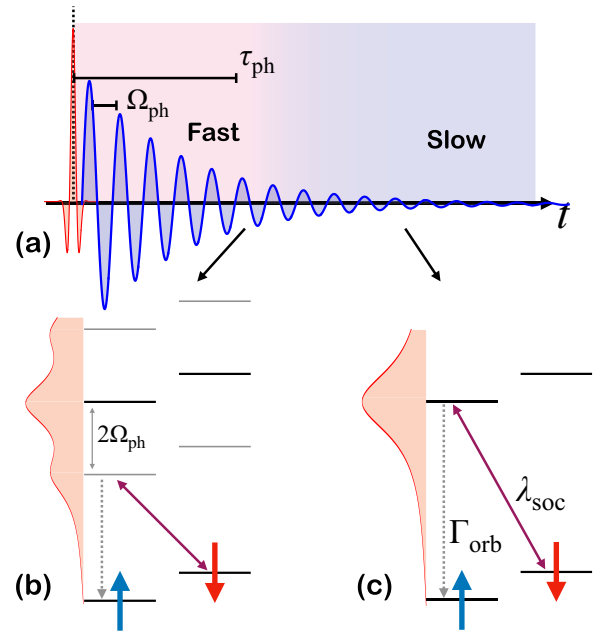 τph
Ωph
Fast
Slow
t
(a)
2Ωph
λsoc
Γorb
(b)
(c)